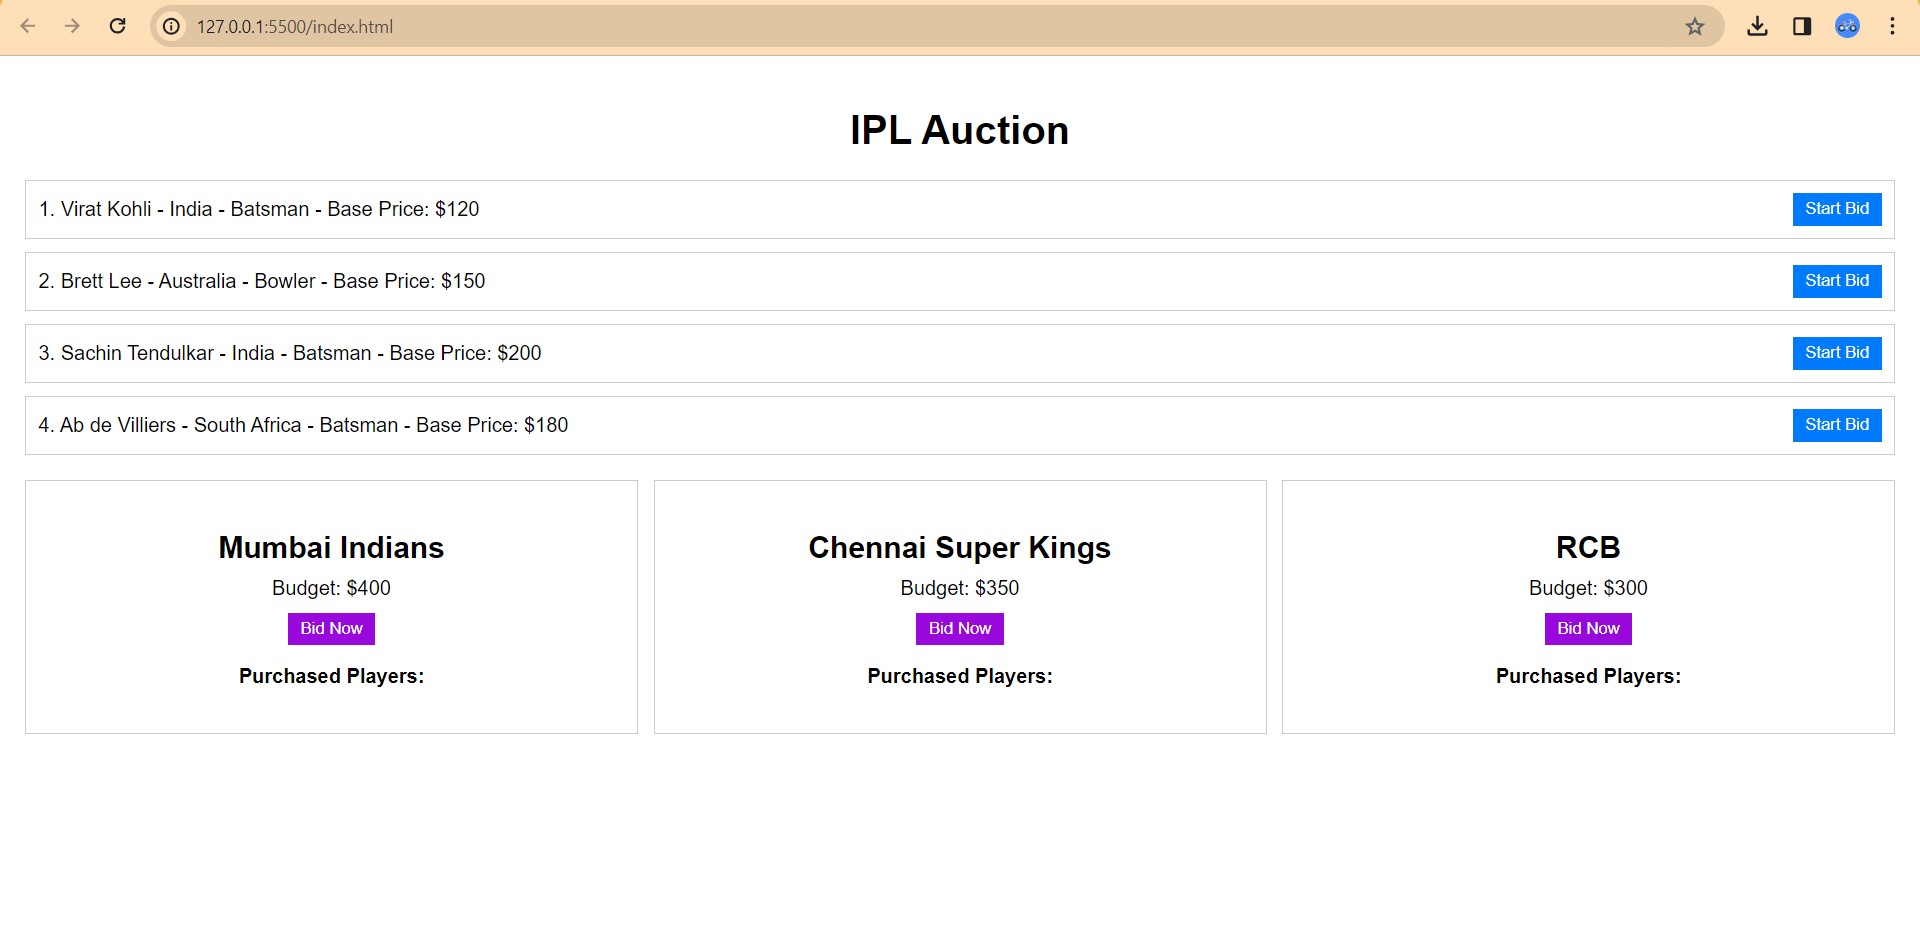 127.0.0.1:5500/index.html
IPL Auction
1. Virat Kohli - India - Batsman - Base Price: $120
Start Bid
2. Brett Lee - Australia - Bowler - Base Price: $150
Start Bid
3. Sachin Tendulkar - India - Batsman - Base Price: $200
Start Bid
4. Ab de Villiers - South Africa - Batsman - Base Price: $180
Start Bid
Mumbai Indians
Budget: $400
Bid Now
Purchased Players:
Chennai Super Kings
Budget: $350
Bid Now
Purchased Players:
RCB
Budget: $300
Bid Now
Purchased Players: